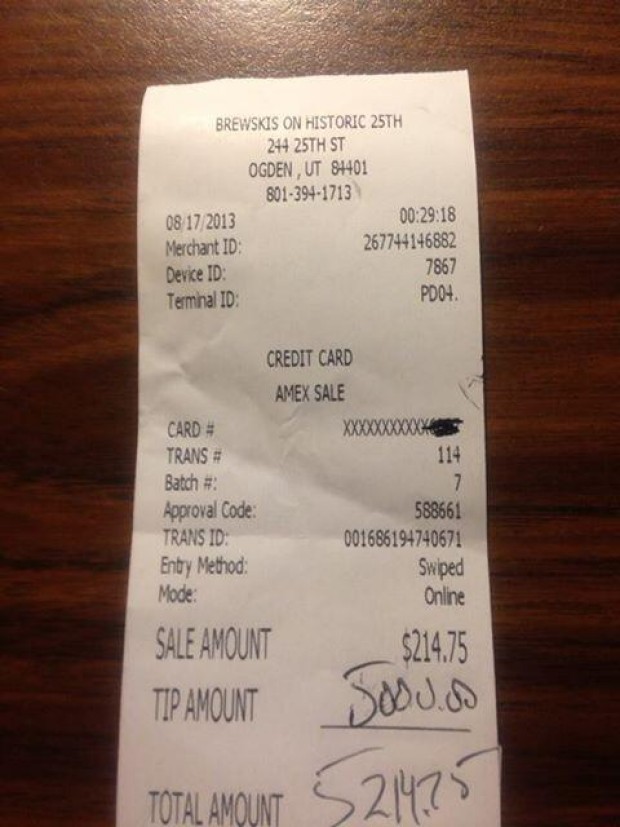 BREWSKIS ON HISTORIC 25TH
244 25TH ST
OGDEN , UT 84401
801-394-1713
08/17/2013 00:29:18
Merchant ID: 267744146882
Device ID: 7867
Terminal ID: PD04.
CREDIT CARD
AMEX SALE
CARD # XXXXXXXXXXX
TRANS # 114
Batch #: 7
Approval Code: 588661
TRANS ID: 001686194740671
Entry Method: Swiped
Mode: Online
SALE AMOUNT $214.75
TIP AMOUNT 5000.00
TOTAL AMOUNT 5214.75